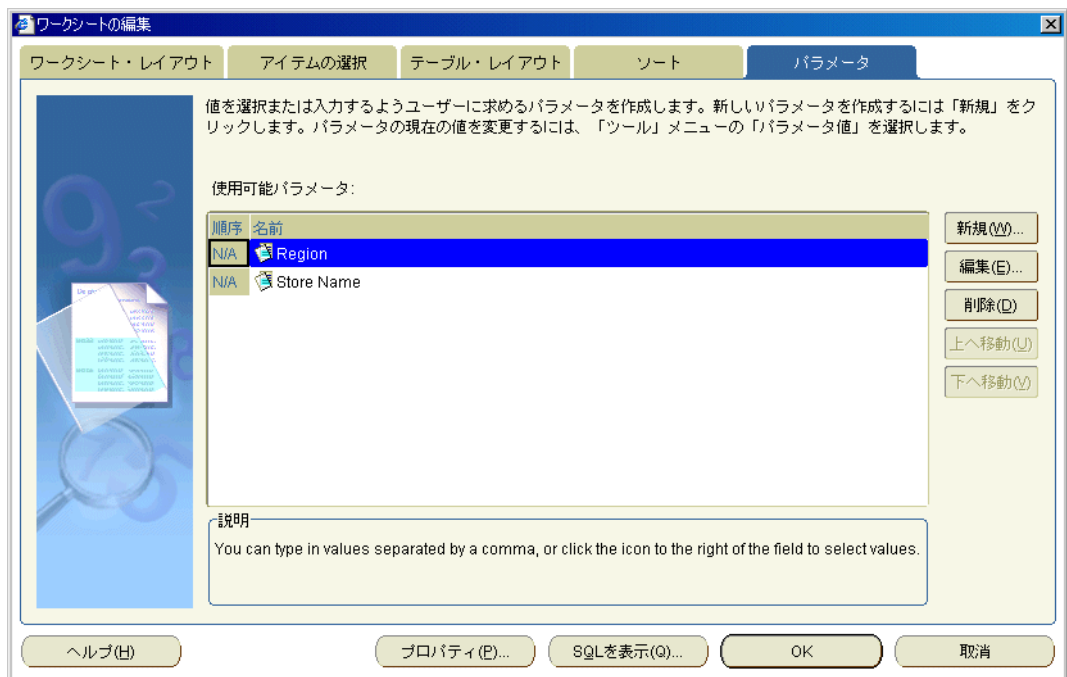 ワークシートの編集
ワークシート・レイアウト
アイテムの選択
テーブル・レイアウト
ソート
パラメータ
値を選択または入力するようユーザーに求めるパラメータを作成します。新しいパラメータを作成するには「新規」をク
リックします。パラメータの現在の値を変更するには、「ツール」メニューの「パラメータ値」を選択します。
使用可能パラメータ:
順序 名前
N/A Region
N/A Store Name
新規(W)...
編集(E)...
削除(D)
上へ移動(U)
下へ移動(V)
説明
You can type in values separated by a comma, or click the icon to the right of the field to select values.
ヘルプ(H)
プロパティ(P)...
SQLを表示(Q)...
OK
取消